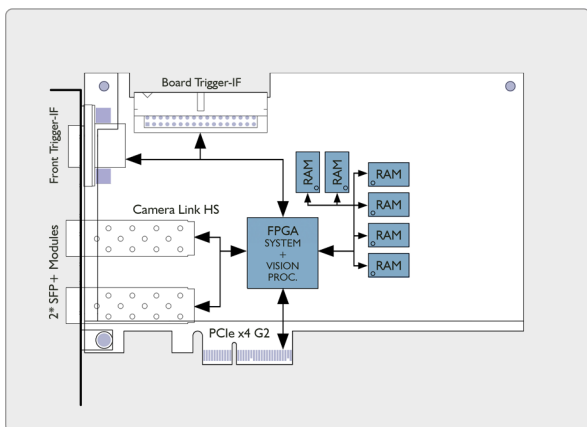 Board Trigger-IF
Front Trigger-IF
RAM
RAM
RAM
RAM
RAM
RAM
Camera Link HS
FPGA
SYSTEM
+
VISION
PROC.
2* SFP+ Modules
PCIe x4 G2